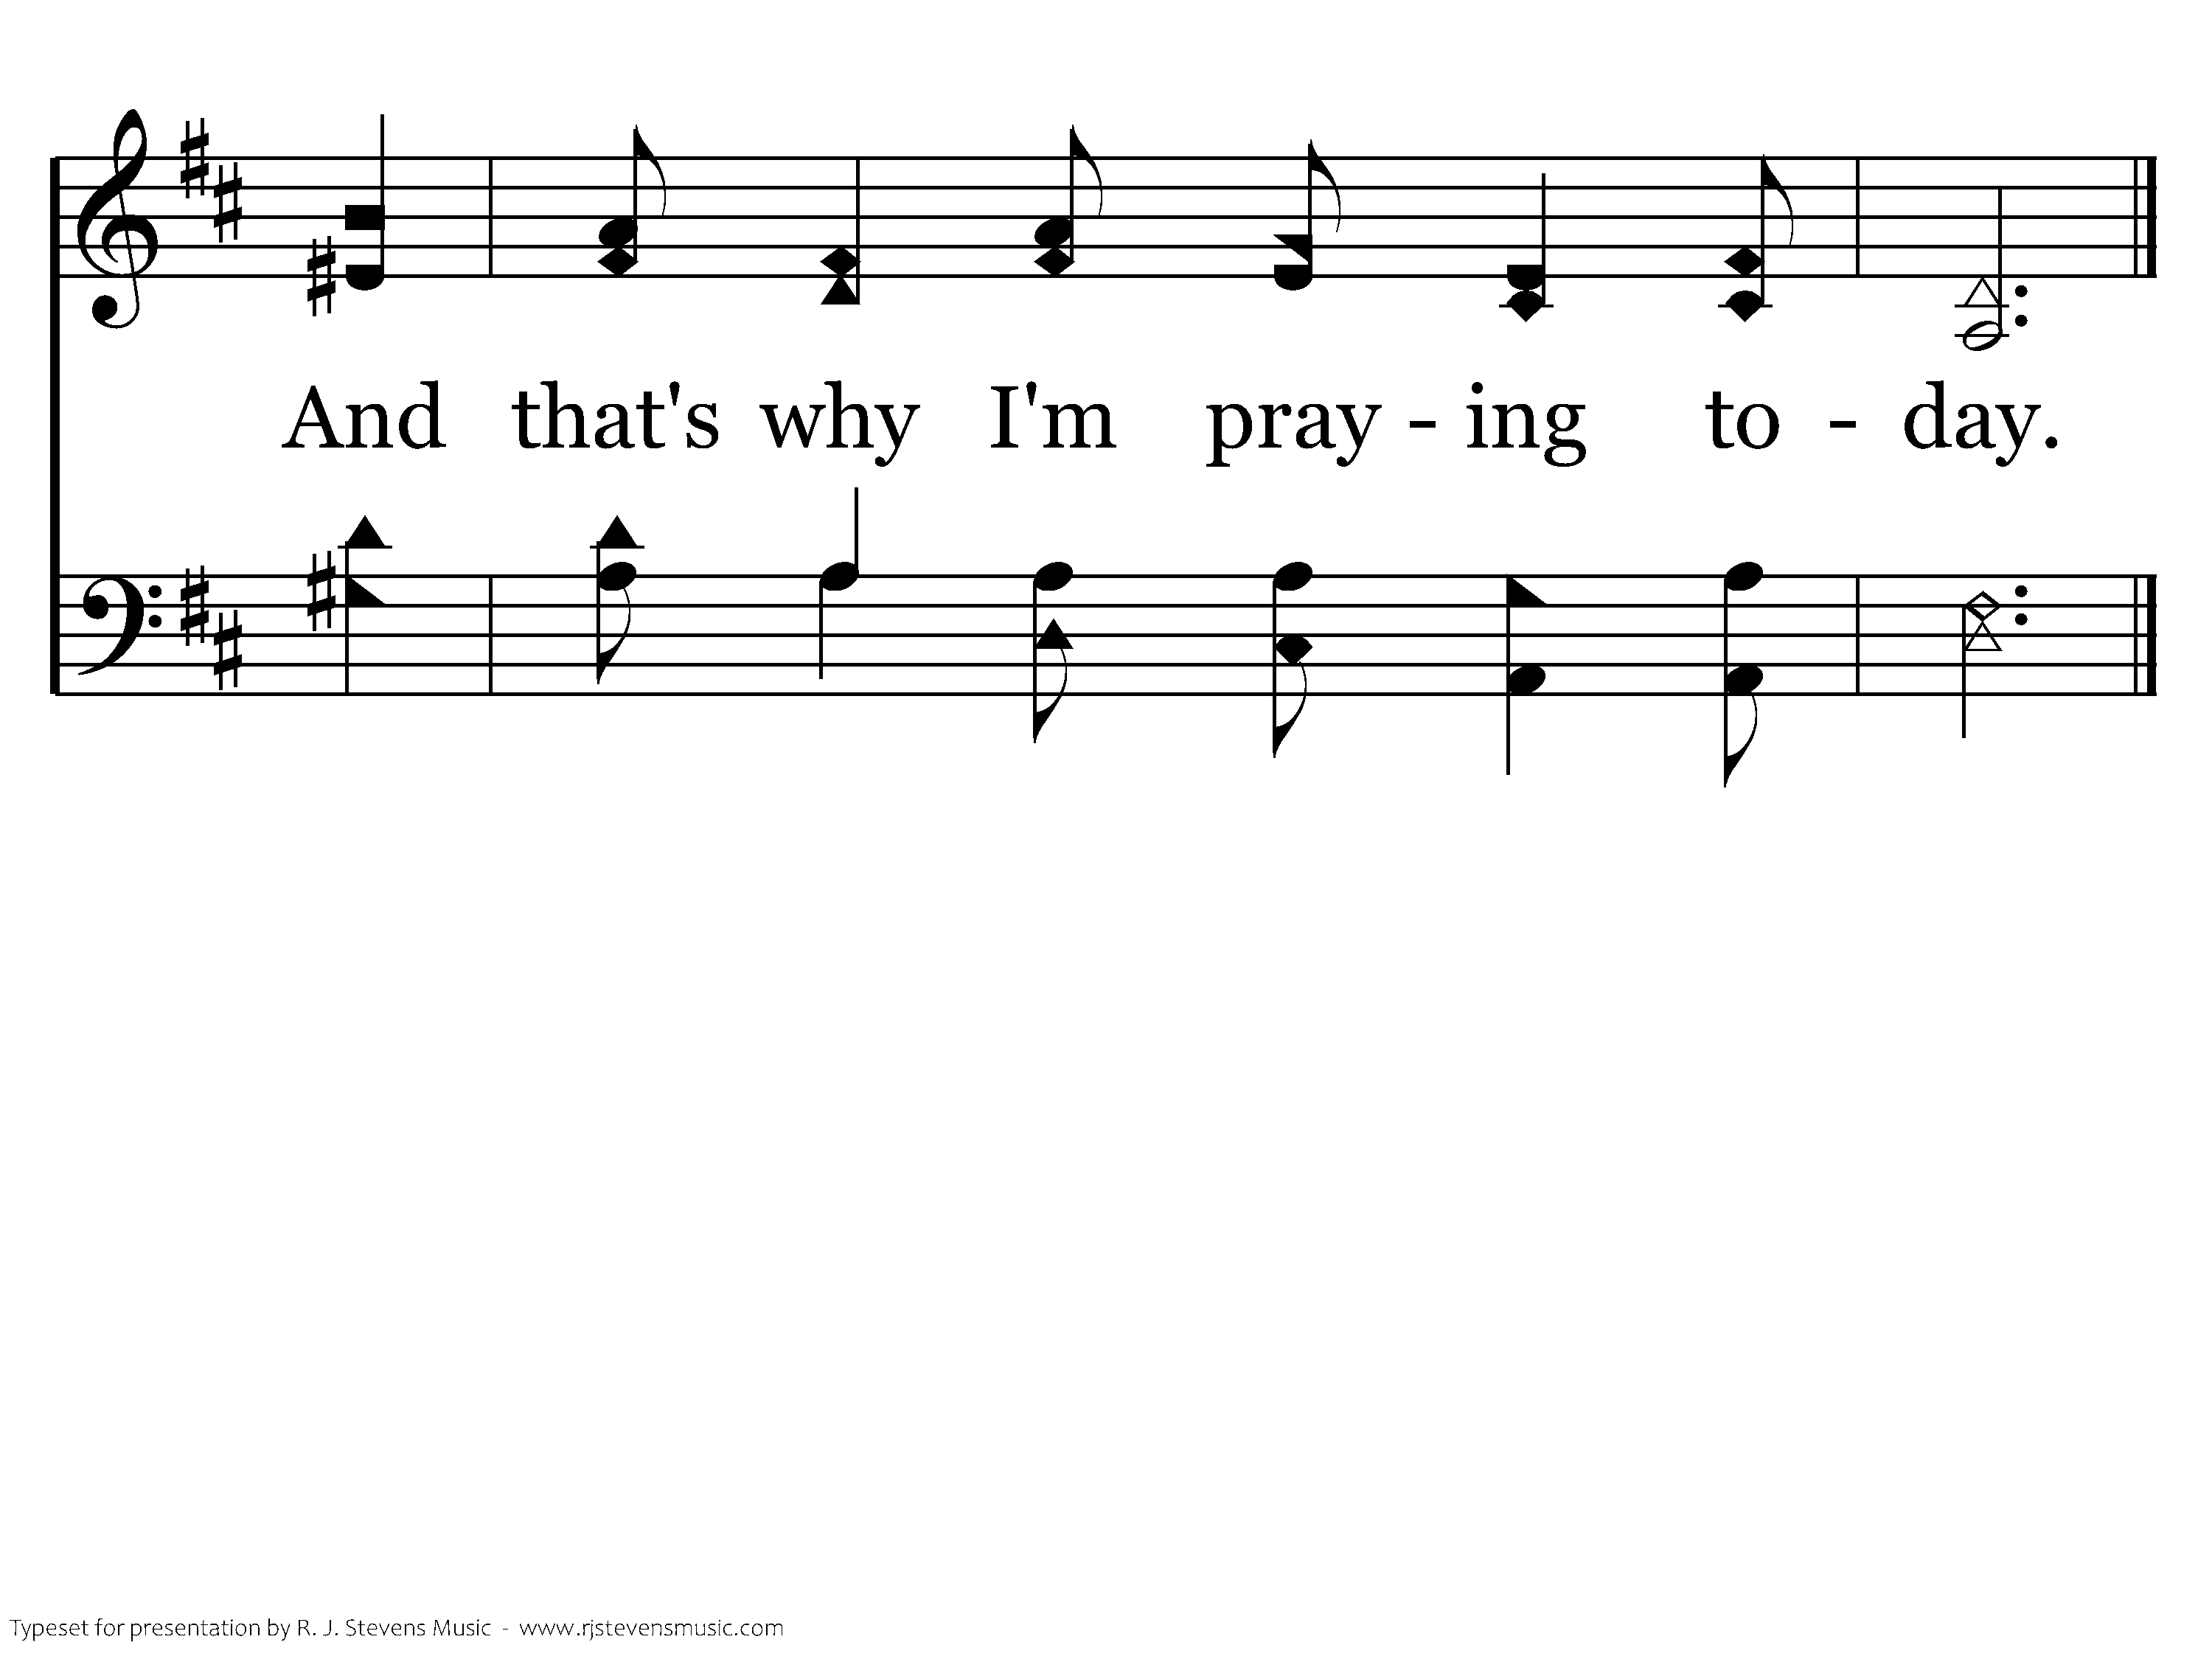 And that's why I'm pray - ing to - day.
Typeset for presentation by R. J. Stevens Music - www.rjstevensmusic.com